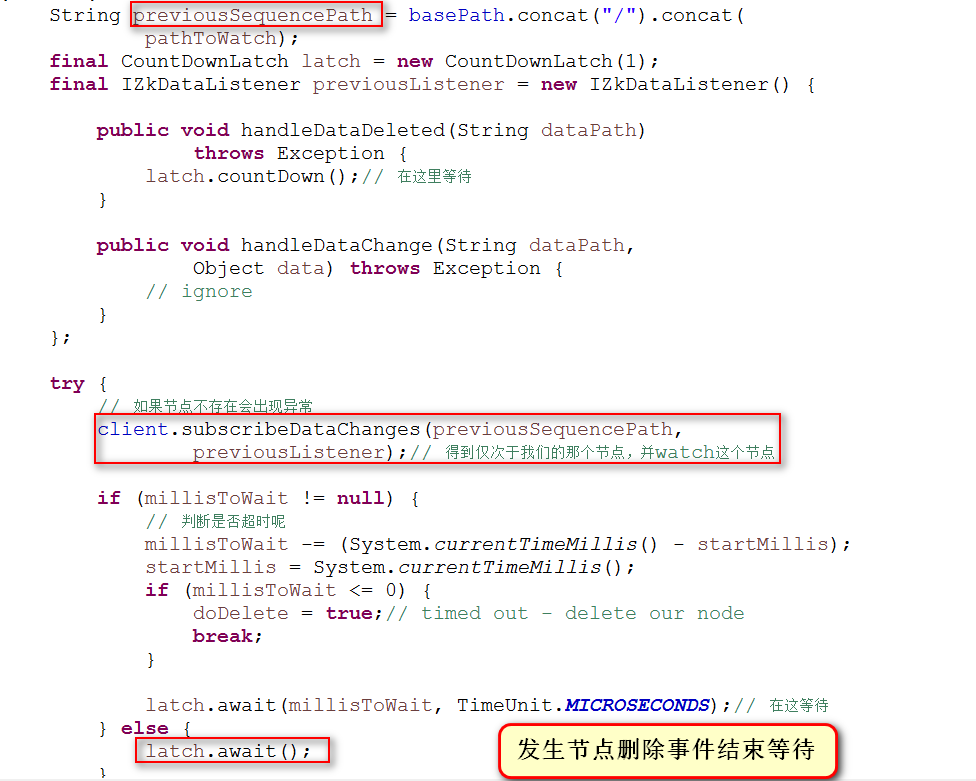 String previousSequencePath = basePath.concat("/").concat(
pathToWatch);
final CountDownLatch latch = new CountDownLatch(1);
final IZkDataListener previousListener = new IZkDataListener() {
public void handleDataDeleted(String dataPath)
throws Exception {
latch.countDown();// 在这里等待
}
public void handleDataChange(String dataPath,
Object data) throws Exception {
// ignore
}
};
try {
// 如果节点不存在会出现异常
client.subscribeDataChanges(previousSequencePath,
previousListener);// 得到仅次于我们的那个节点，并watch这个节点
if (millisToWait != null) {
// 判断是否超时呢
millisToWait -= (System.currentTimeMillis() - startMillis);
startMillis = System.currentTimeMillis();
if (millisToWait <= 0) {
doDelete = true;// timed out - delete our node
break;
}
latch.await(millisToWait, TimeUnit.MICROSECONDS);// 在这等待
} else {
latch.await();
发生节点删除事件结束等待
}